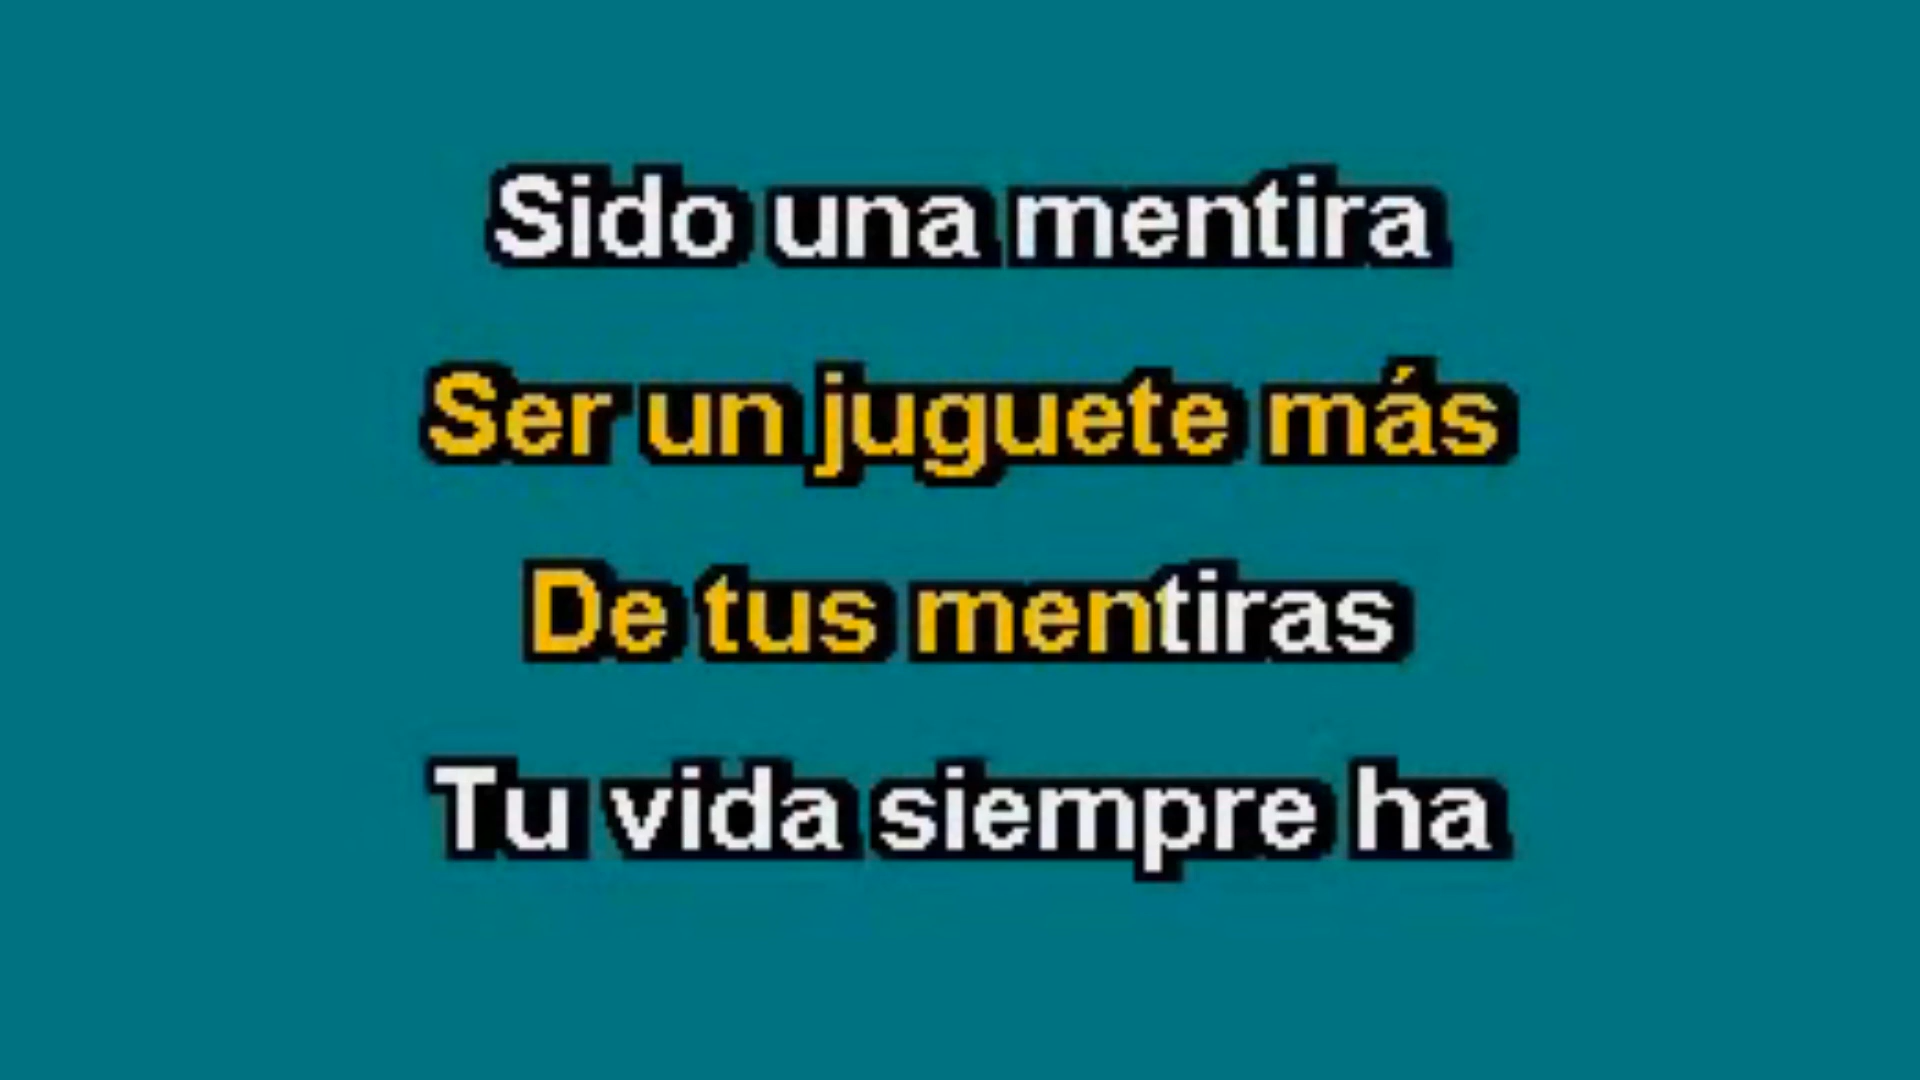 Sido una mentira
Ser un juguete más
De tus mentiras
Tu vida siempre ha